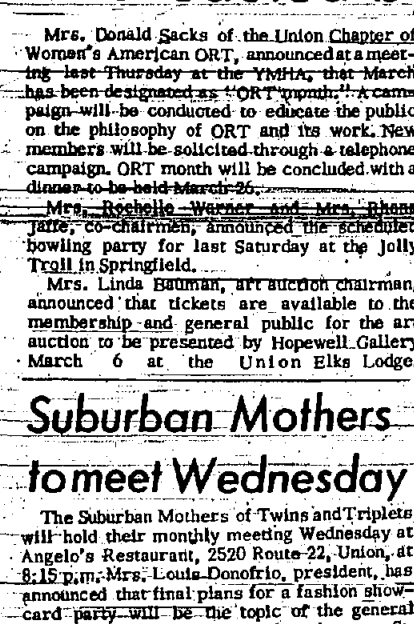 Mrs. Donald Sacks of the Union Chapter of
Women's American ORT, announced at a meet-
ing last Thursday at the YMHA, that March
has been designated as "ORT month." A cam-
paign will be conducted to educate the public
on the philosophy of ORT and its work. New
members will be solicited through a telephone
campaign. ORT month will be concluded with a
dinner to be held March 26.
Mrs. Rochelle Warner and Mrs. Rhona
Jaffe, co-chairmen, announced the scheduled
bowling party for last Saturday at the Jolly
Troll in Springfield.
Mrs. Linda Bauman, art auction chairman,
announced that tickets are available to the
membership and general public for the art
auction to be presented by Hopewell Gallery
March 6 at the Union Elks Lodge.
Suburban Mothers
to meet Wednesday
The Suburban Mothers of Twins and Triplets
will hold their monthly meeting Wednesday at
Angelo's Restaurant, 2520 Route 22, Union, at
8:15 p.m. Mrs. Louis Donofrio, president, has
announced that final plans for a fashion show-
card party will be the topic of the general